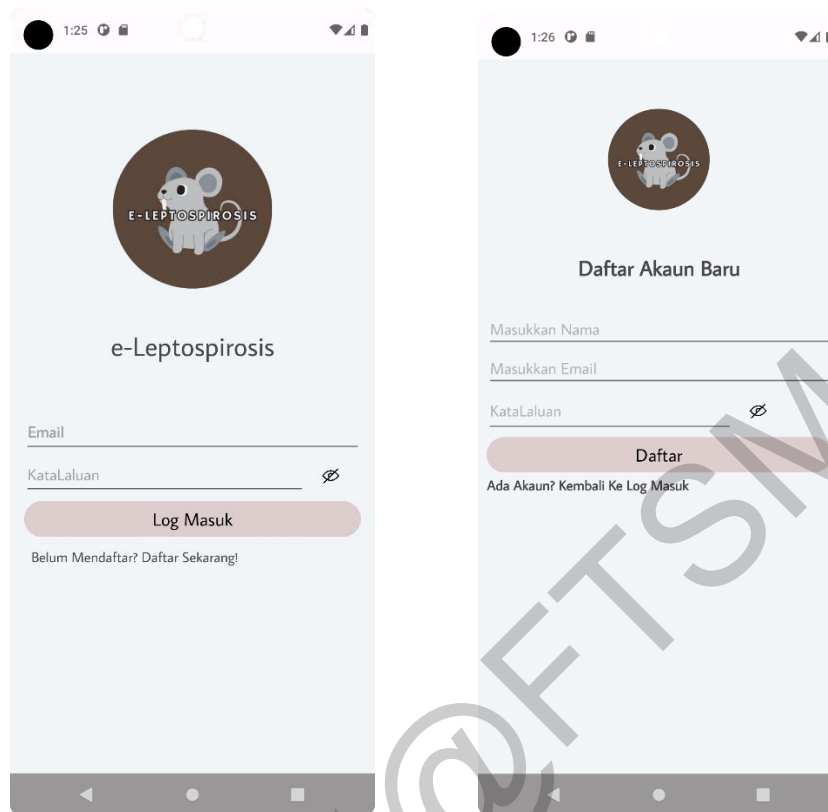 1:25
E-LEPTOSPIROSIS
e-Leptospirosis
Email
KataLaluan
Log Masuk
Belum Mendaftar? Daftar Sekarang!
1:26
E-LEPTOSPIROSIS
Daftar Akaun Baru
Masukkan Nama
Masukkan Email
KataLaluan
Daftar
Ada Akaun? Kembali Ke Log Masuk
@FTSM